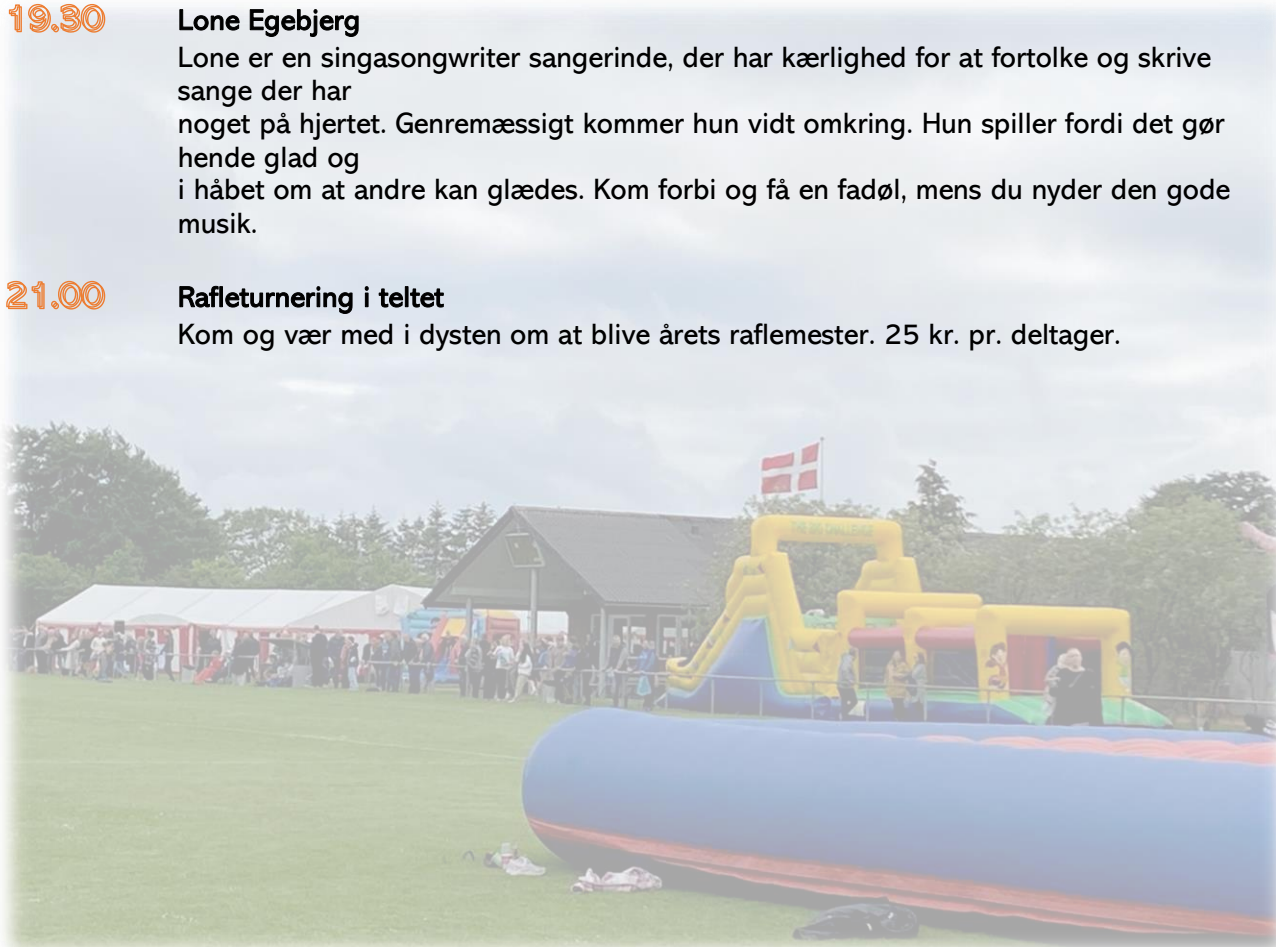 19.30 Lone Egebjerg
Lone er en singasongwriter sangerinde, der har kærlighed for at fortolke og skrive
sange der har
noget på hjertet. Genremæssigt kommer hun vidt omkring. Hun spiller fordi det gør
hende glad og
i håbet om at andre kan glædes. Kom forbi og få en fadøl, mens du nyder den gode
musik.
21.00 Rafleturnering i teltet
Kom og vær med i dysten om at blive årets raflemester. 25 kr. pr. deltager.
THE BIG CHALLENGE